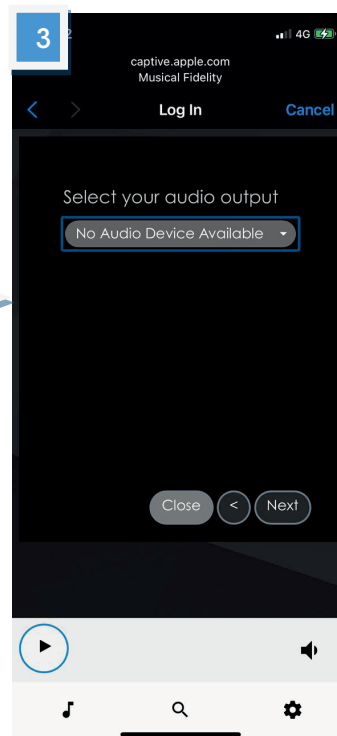 3
4G
captive.apple.com
Musical Fidelity
< > Log In Cancel
Select your audio output
No Audio Device Available
Close < Next